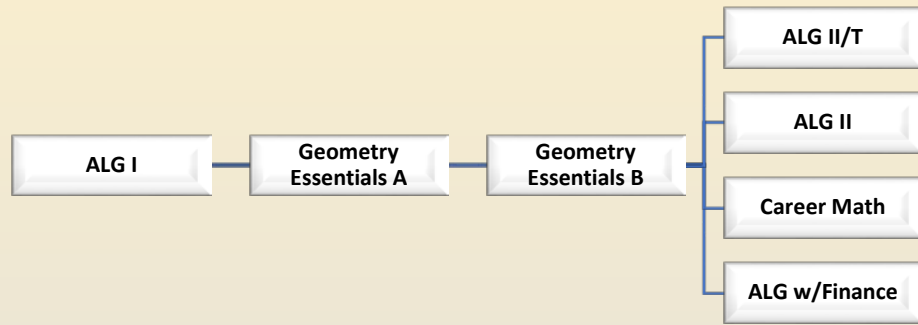 ALG I
Geometry
Essentials A
Geometry
Essentials B
ALG II/T
ALG II
Career Math
ALG w/Finance